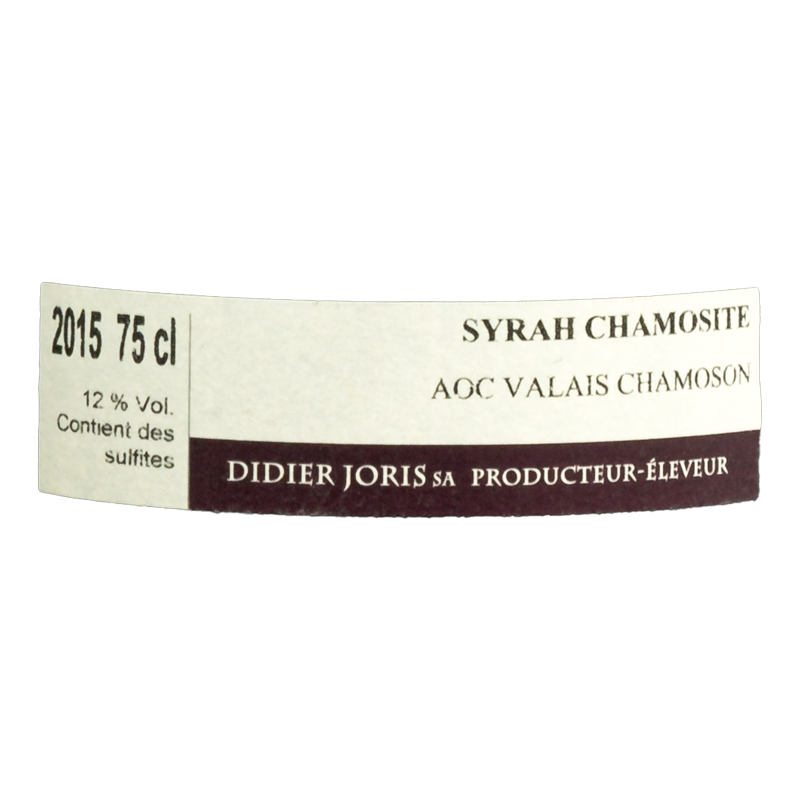 2015 75 cl
12 % Vol.
Contient des
sulfites
SYRAH CHAMOSITE
AOC VALAIS CHAMOSON
DIDIER JORIS SA PRODUCTEUR-ÉLEVEUR